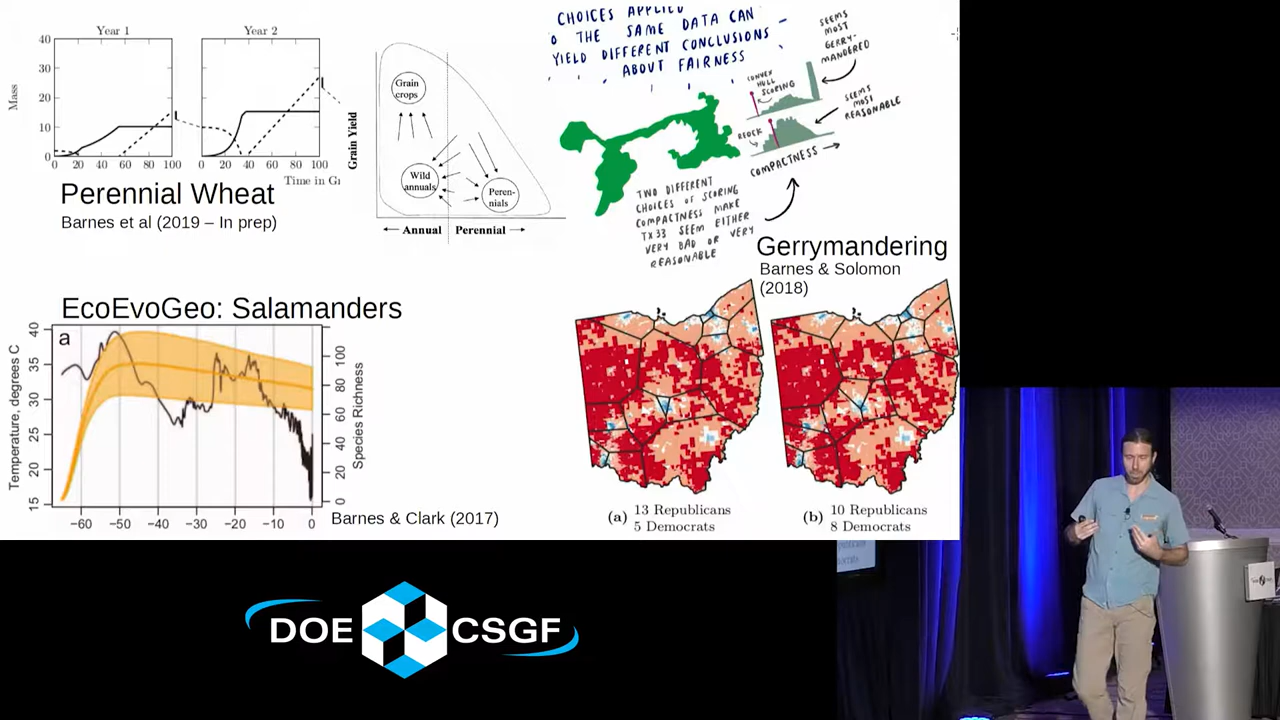 Year 1
Year 2
Mass
40
30
20
10
0
0 20 40 60 80 100
0 20 40 60 80 100
Time in
Perennial Wheat
Barnes et al (2019 – In prep)
Grain Yield
Grain
crops
Wild
annuals
Peren-
nials
Annual
Perennial
CHOICES APPLIED
THE SAME DATA CAN
YIELD DIFFERENT CONCLUSIONS
ABOUT FAIRNESS
SEEMS
MOST
GERRY-
MANDERED
CONVEX
HULL
SCORING
SEEMS
MOST
REASONABLE
REOCK
COMPACTNESS
TWO DIFFERENT
CHOICES OF SCORING
COMPACTNESS MAKE
TX33 SEEM EITHER
VERY BAD OR VERY
REASONABLE
Gerrymandering
Barnes & Solomon
(2018)
EcoEvoGeo: Salamanders
a
Temperature, degrees C
40
35
30
25
20
15
−60 −50 −40 −30 −20 −10 0
100
80
60
40
20
0
Species Richness
Barnes & Clark (2017)
(a) 13 Republicans
5 Democrats
(b) 10 Republicans
8 Democrats
DOE CSGF